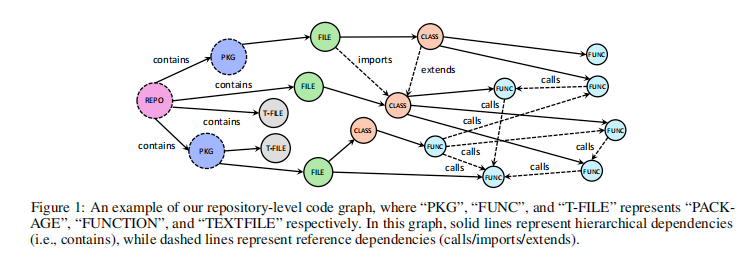 FILE
CLASS
PKG
FUNC
contains
imports
extends
contains
FILE
FUNC
calls
FUNC
REPO
CLASS
calls
T-FILE
contains
calls
CLASS
FUNC
contains
PKG
T-FILE
FUNC
calls
calls
FILE
calls
calls
FUNC
FUNC
Figure 1: An example of our repository-level code graph, where “PKG”, “FUNC”, and “T-FILE” represents “PACK-
AGE”, “FUNCTION”, and “TEXTFILE” respectively. In this graph, solid lines represent hierarchical dependencies
(i.e., contains), while dashed lines represent reference dependencies (calls/imports/extends).